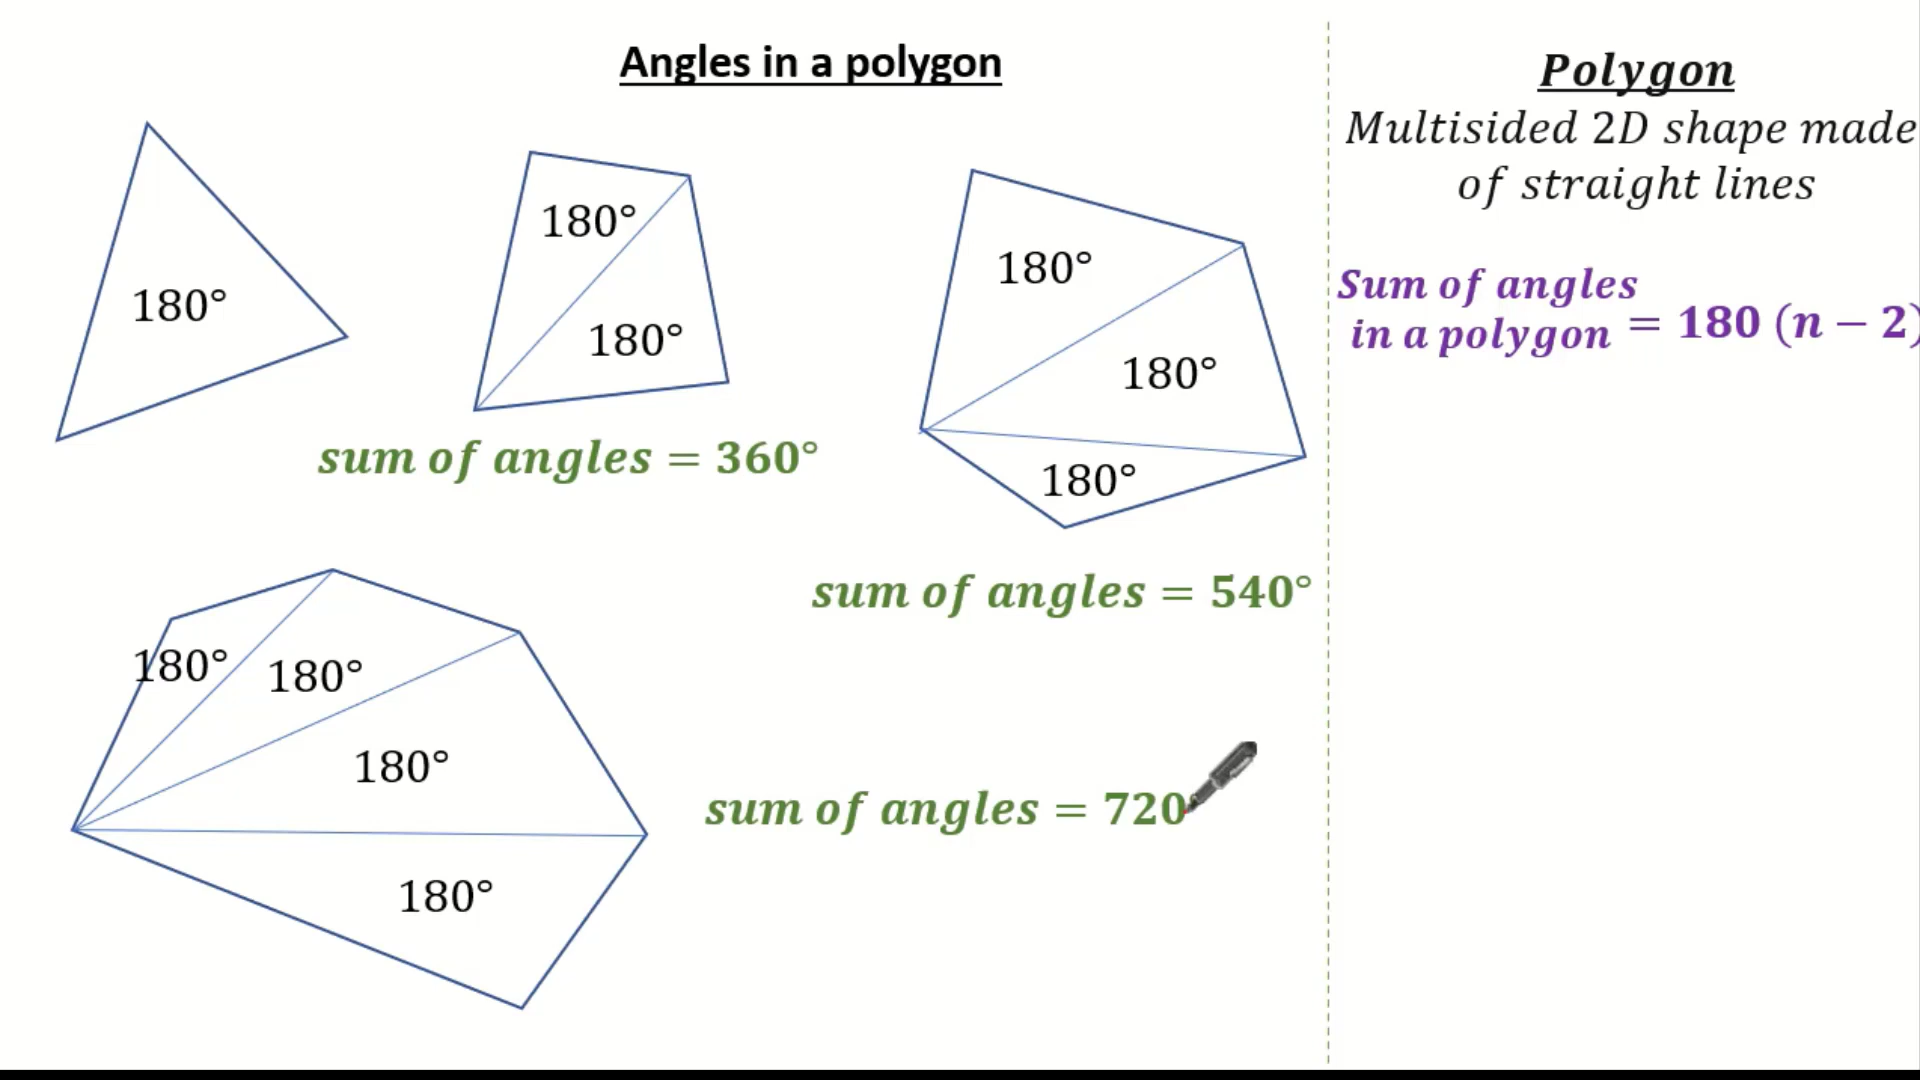 Angles in a polygon
180°
180°
180°
sum of angles = 360°
180°
180°
180°
sum of angles = 540°
180°
180°
180°
180°
sum of angles = 720
Polygon
Multisided 2D shape made
of straight lines
Sum of angles
in a polygon = 180 (n − 2)